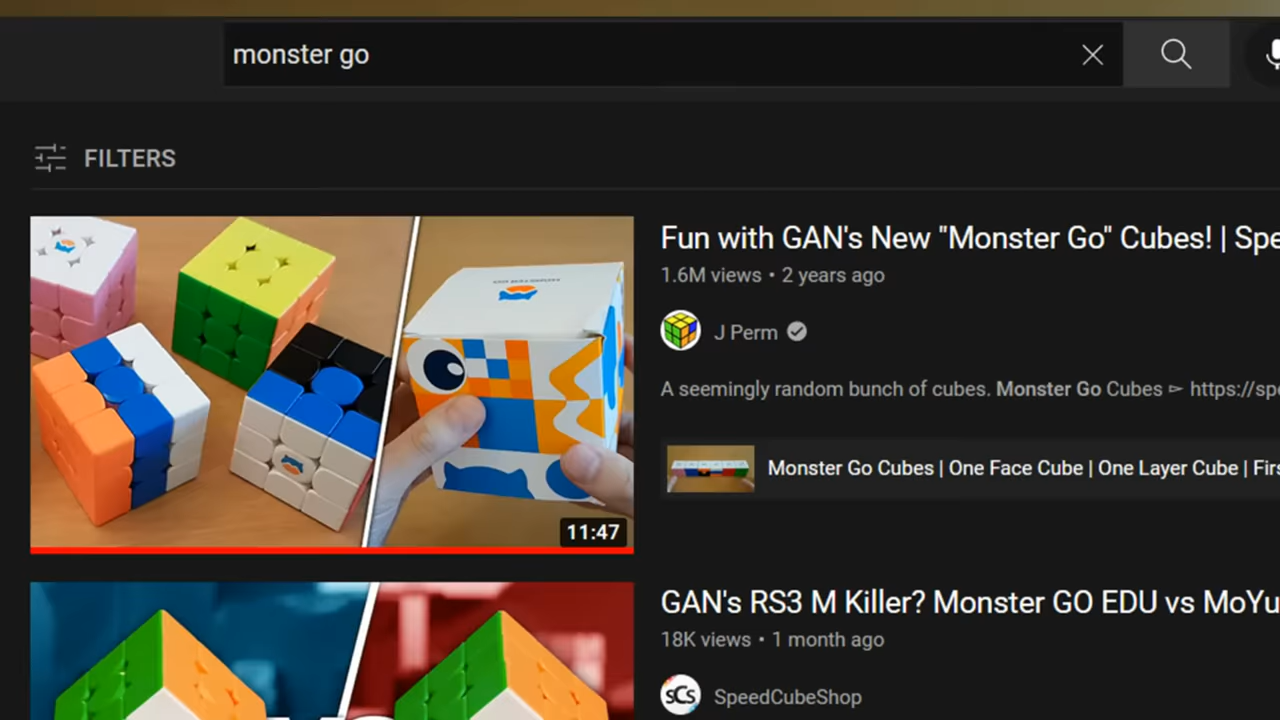 monster go
FILTERS
11:47
Fun with GAN's New "Monster Go" Cubes! | Spe
1.6M views • 2 years ago
J Perm
A seemingly random bunch of cubes. Monster Go Cubes ► https://spe
Monster Go Cubes | One Face Cube | One Layer Cube | Firs
GAN's RS3 M Killer? Monster GO EDU vs MoYu
18K views • 1 month ago
SCS
SpeedCubeShop